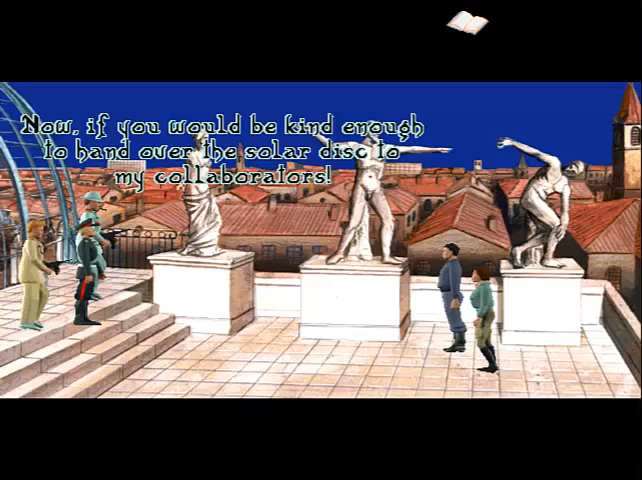 Now, if you would be kind enough
to hand over the solar disc to
my collaborators!